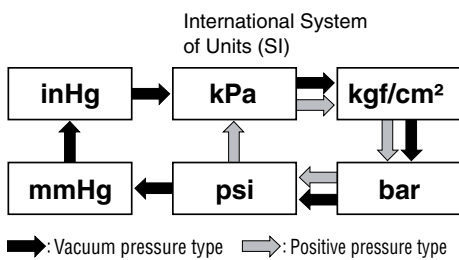 International System
of Units (SI)
inHg
kPa
kgf/cm²
mmHg
psi
bar
: Vacuum pressure type
: Positive pressure type